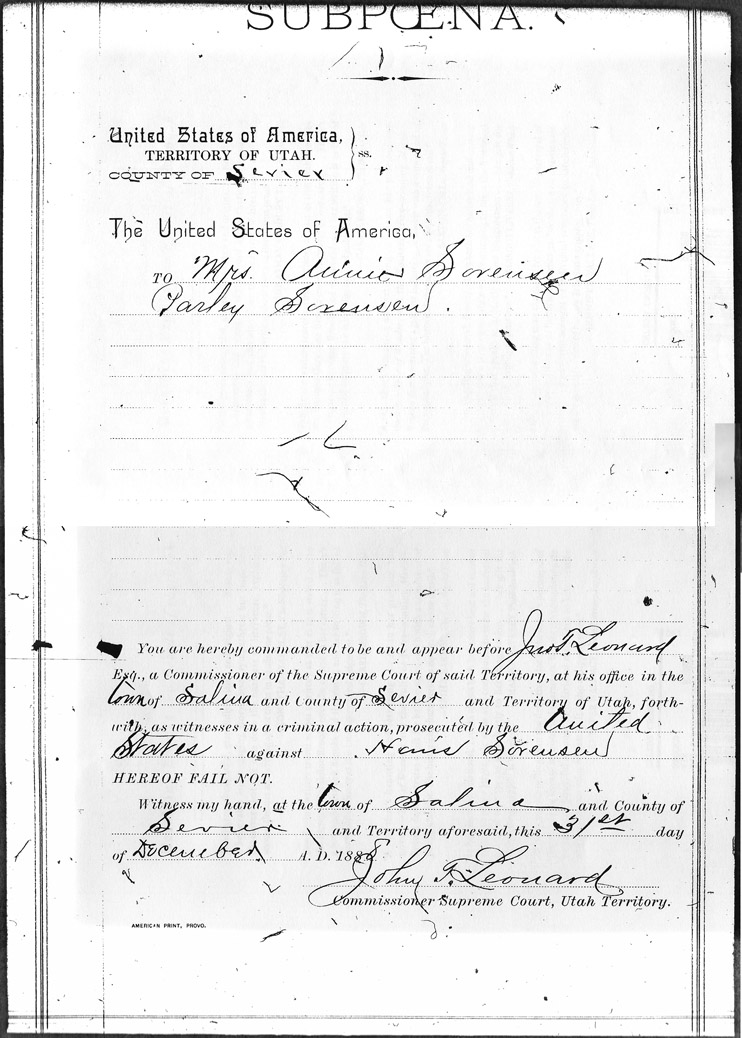 SUBPŒNA.
United States of America,
TERRITORY OF UTAH. ss.
COUNTY OF Sevier
The United States of America,
TO Mrs. Annie Sorensen
Parley Sorensen.
You are hereby commanded to be and appear before Jno T. Leonard
Esq., a Commissioner of the Supreme Court of said Territory, at his office in the
town of Salina and County of Sevier and Territory of Utah, forth-
with, as witnesses in a criminal action, prosecuted by the United
States against Hans Sorensen
HEREOF FAIL NOT.
Witness my hand, at the town of Salina and County of
Sevier and Territory aforesaid, this 31st day
of December A. D. 1888
John T. Leonard
Commissioner Supreme Court, Utah Territory.
AMERICAN PRINT, PROVO.